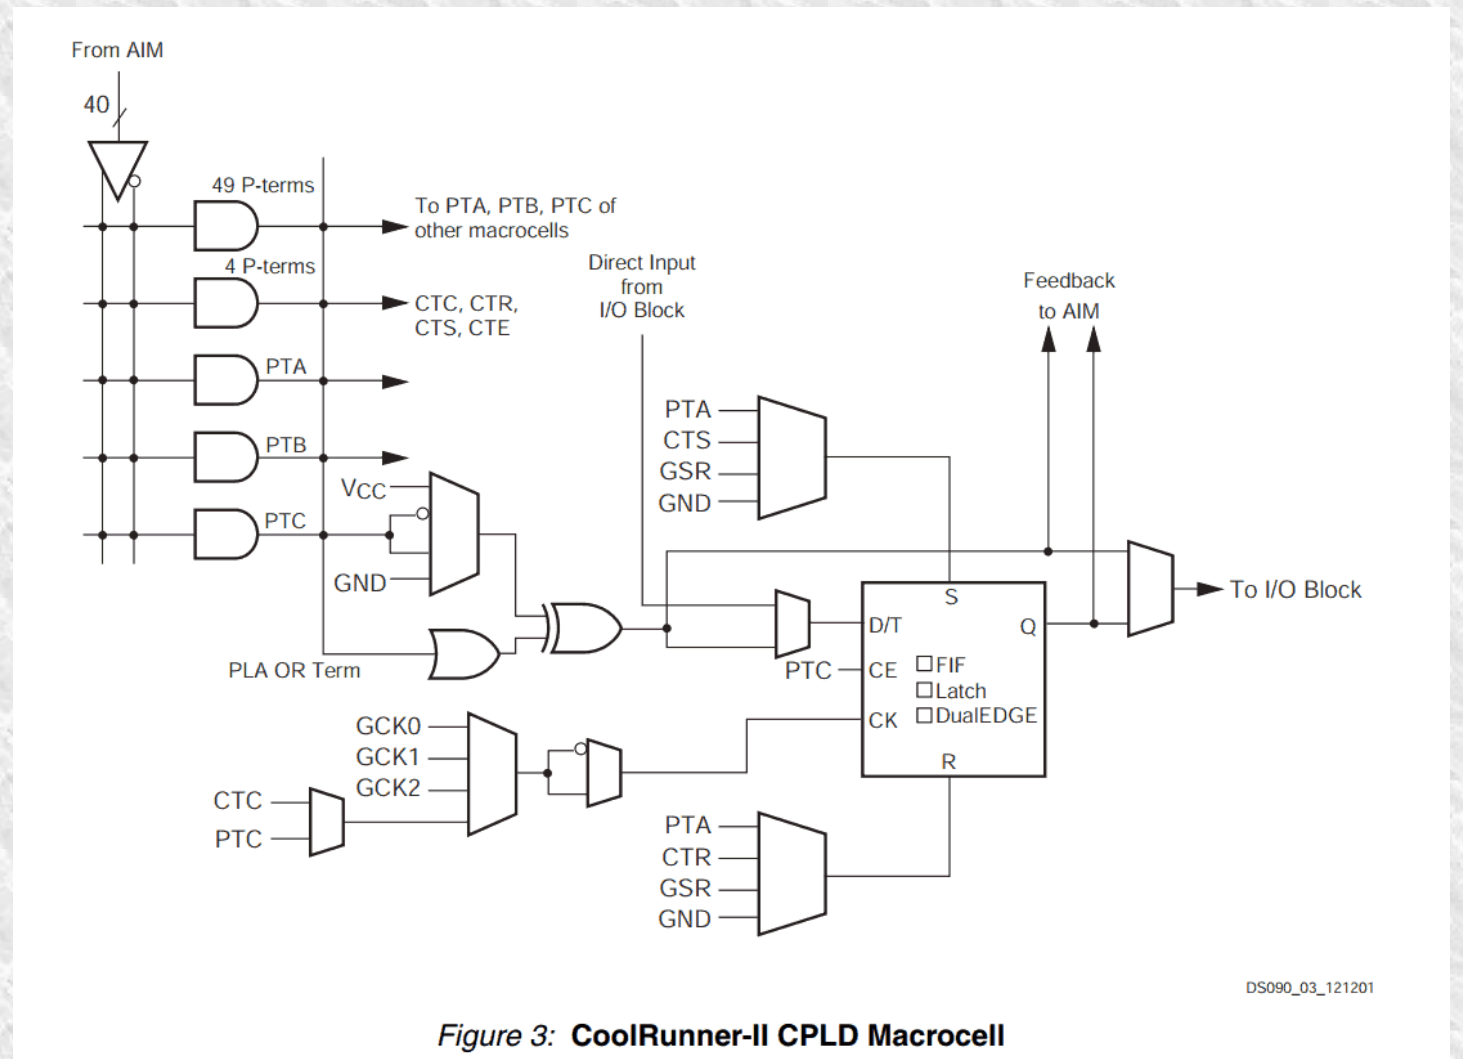 From AIM
40
49 P-terms
To PTA, PTB, PTC of
other macrocells
4 P-terms
CTC, CTR,
CTS, CTE
Direct Input
from
I/O Block
Feedback
to AIM
PTA
PTB
PTC
VCC
GND
PLA OR Term
PTA
CTS
GSR
GND
S
D/T
Q
PTC
CE
FIF
Latch
CK
DualEDGE
R
To I/O Block
GCK0
GCK1
GCK2
CTC
PTC
PTA
CTR
GSR
GND
DS090_03_121201
Figure 3: CoolRunner-II CPLD Macrocell